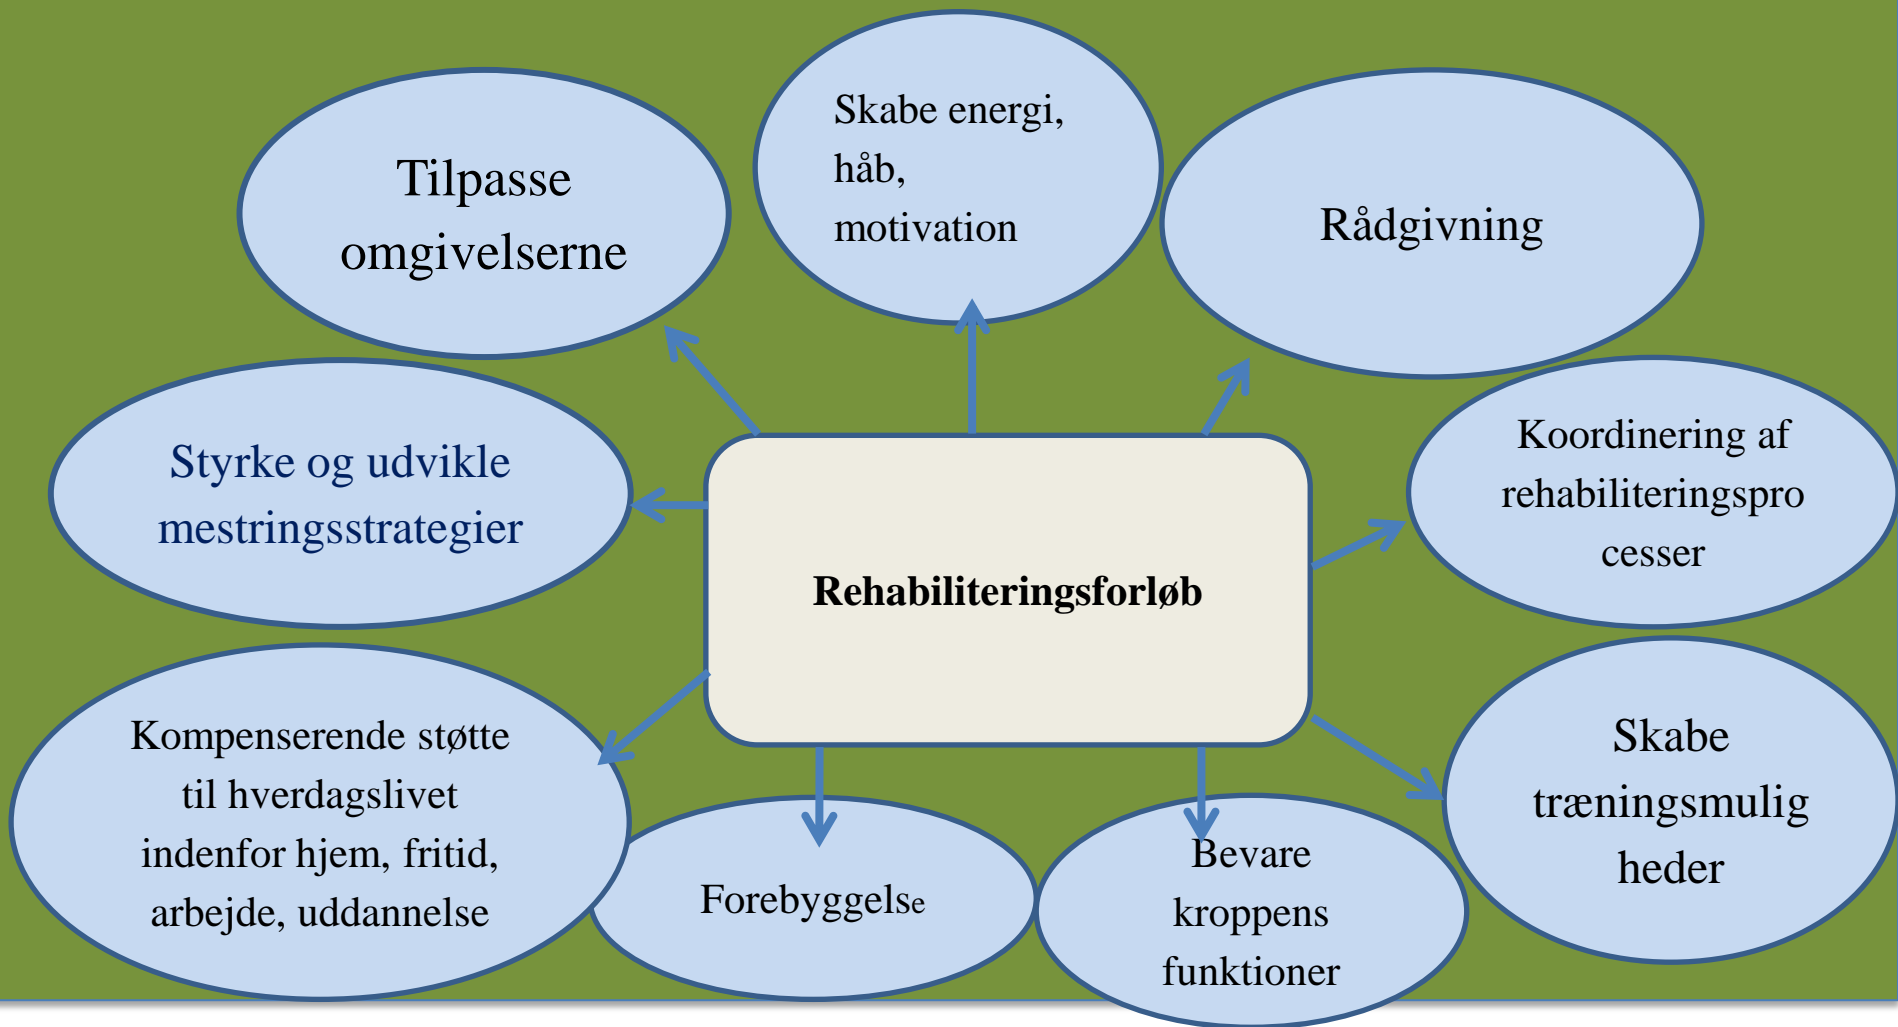 Skabe energi,
håb,
motivation
Tilpasse
omgivelserne
Rådgivning
Styrke og udvikle
mestringsstrategier
Koordinering af
rehabiliteringspro
cesser
Rehabiliteringsforløb
Kompenserende støtte
til hverdagslivet
indenfor hjem, fritid,
arbejde, uddannelse
Skabe
træningsmulig
heder
Forebyggelse
Bevare
kroppens
funktioner